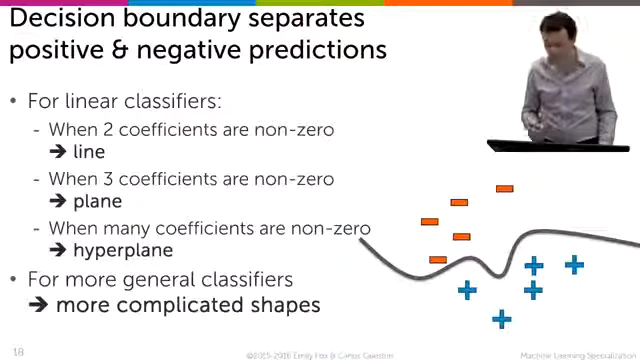 Decision boundary separates
positive & negative predictions
• For linear classifiers:
- When 2 coefficients are non-zero
➔ line
- When 3 coefficients are non-zero
➔ plane
- When many coefficients are non-zero
➔ hyperplane
• For more general classifiers
➔ more complicated shapes
18
©2015-2016 Emily Fox & Carlos Guestrin
Machine Learning Specialization